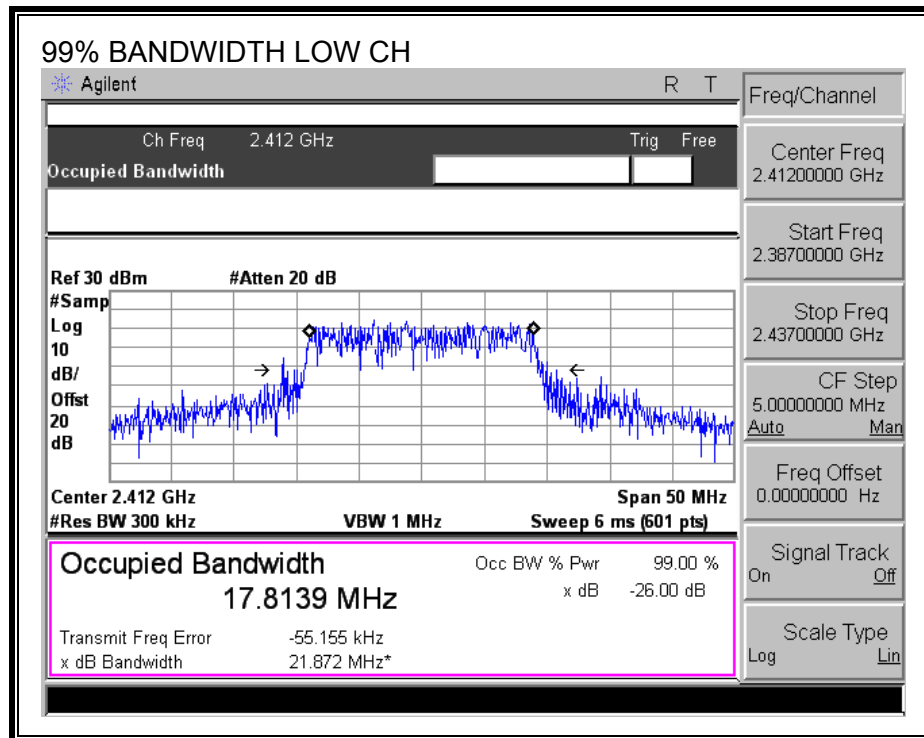 99% BANDWIDTH LOW CH
Agilent R T
Freq/Channel
Ch Freq 2.412 GHz Trig Free
Occupied Bandwidth
Center Freq
2.41200000 GHz
Start Freq
2.38700000 GHz
Stop Freq
2.43700000 GHz
CF Step
5.00000000 MHz
Auto Man
Freq Offset
0.00000000 Hz
Signal Track
On Off
Scale Type
Log Lin
Ref 30 dBm #Atten 20 dB
#Samp
Log
10
dB/
Offst
20
dB
Center 2.412 GHz Span 50 MHz
#Res BW 300 kHz VBW 1 MHz Sweep 6 ms (601 pts)
Occupied Bandwidth
17.8139 MHz
Occ BW % Pwr 99.00 %
x dB -26.00 dB
Transmit Freq Error -55.155 kHz
x dB Bandwidth 21.872 MHz*